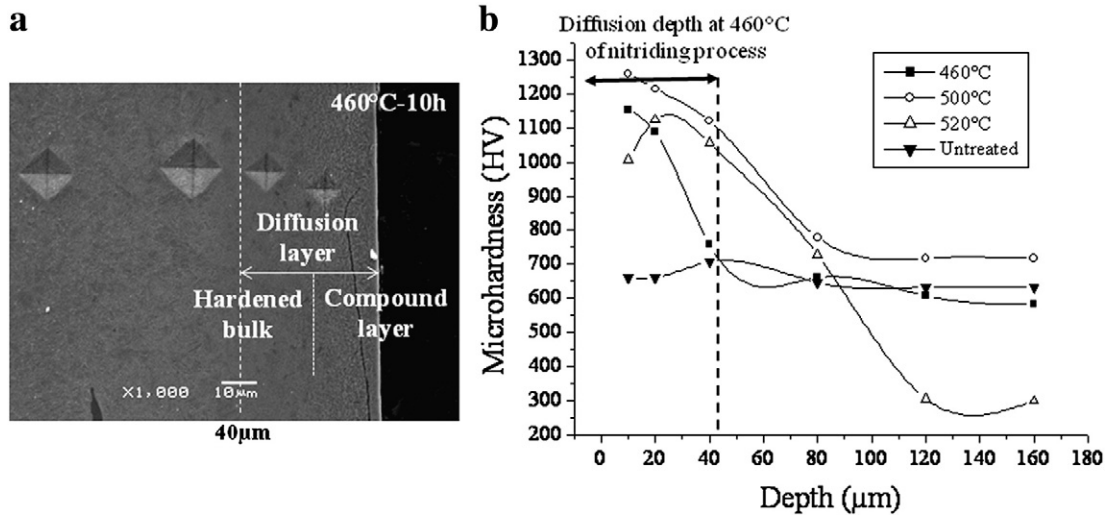 a
460°C-10h
Diffusion
layer
Hardened
bulk
Compound
layer
X1,000
10µm
40µm
b
Diffusion depth at 460°C
of nitriding process
1300
1200
1100
1000
900
800
700
600
500
400
300
200
Microhardness (HV)
460°C
500°C
520°C
Untreated
0 20 40 60 80 100 120 140 160 180
Depth (µm)